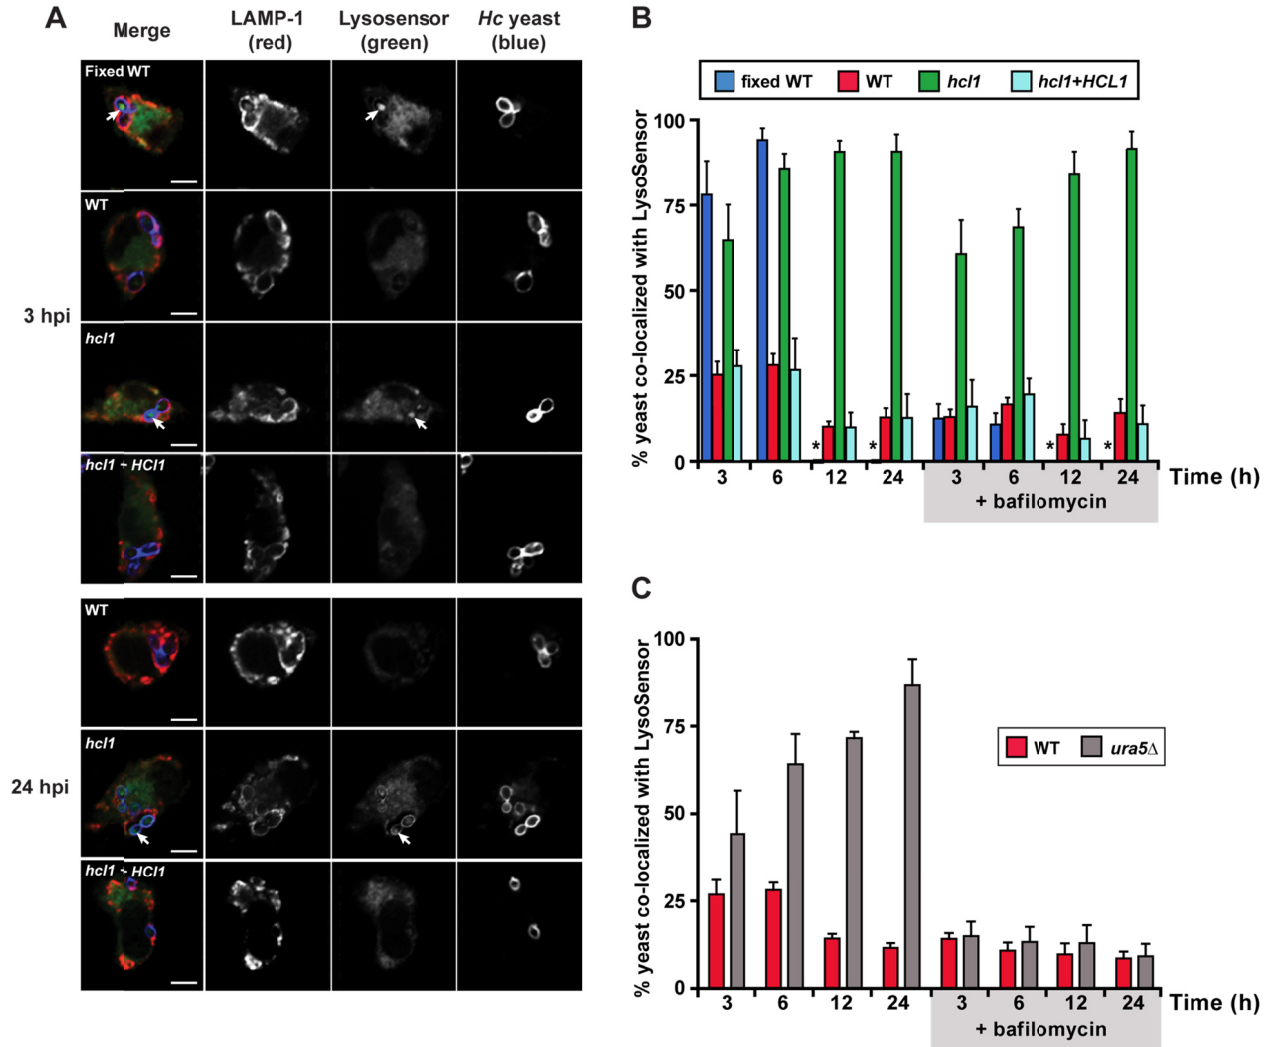 A
Merge
LAMP-1
(red)
Lysosensor
(green)
Hc yeast
(blue)
Fixed WT
WT
3 hpi
hcl1
hcl1 + HCl1
WT
hcl1
24 hpi
hcl1 + HCl1
B
fixed WT WT hcl1 hcl1+HCL1
% yeast co-localized with LysoSensor
100
75
50
25
0
* * * *
3 6 12 24 3 6 12 24 Time (h)
+ bafilomycin
C
% yeast co-localized with LysoSensor
100
75
50
25
0
WT ura5Δ
3 6 12 24 3 6 12 24 Time (h)
+ bafilomycin